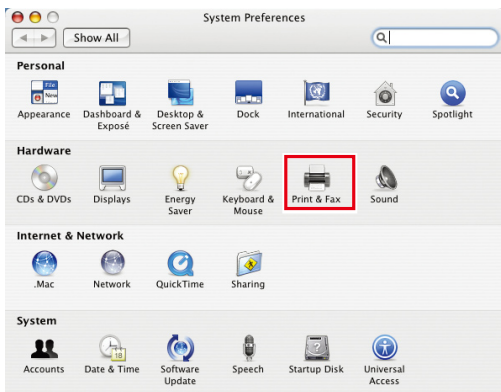 System Preferences
Show All
Personal
File
New
Appearance
Dashboard &
Exposé
Desktop &
Screen Saver
Dock
International
Security
Spotlight
Hardware
CDs & DVDs
Displays
Energy
Saver
Keyboard &
Mouse
Print & Fax
Sound
Internet & Network
.Mac
Network
QuickTime
Sharing
System
18
Accounts
Date & Time
Software
Update
Speech
Startup Disk
Universal
Access